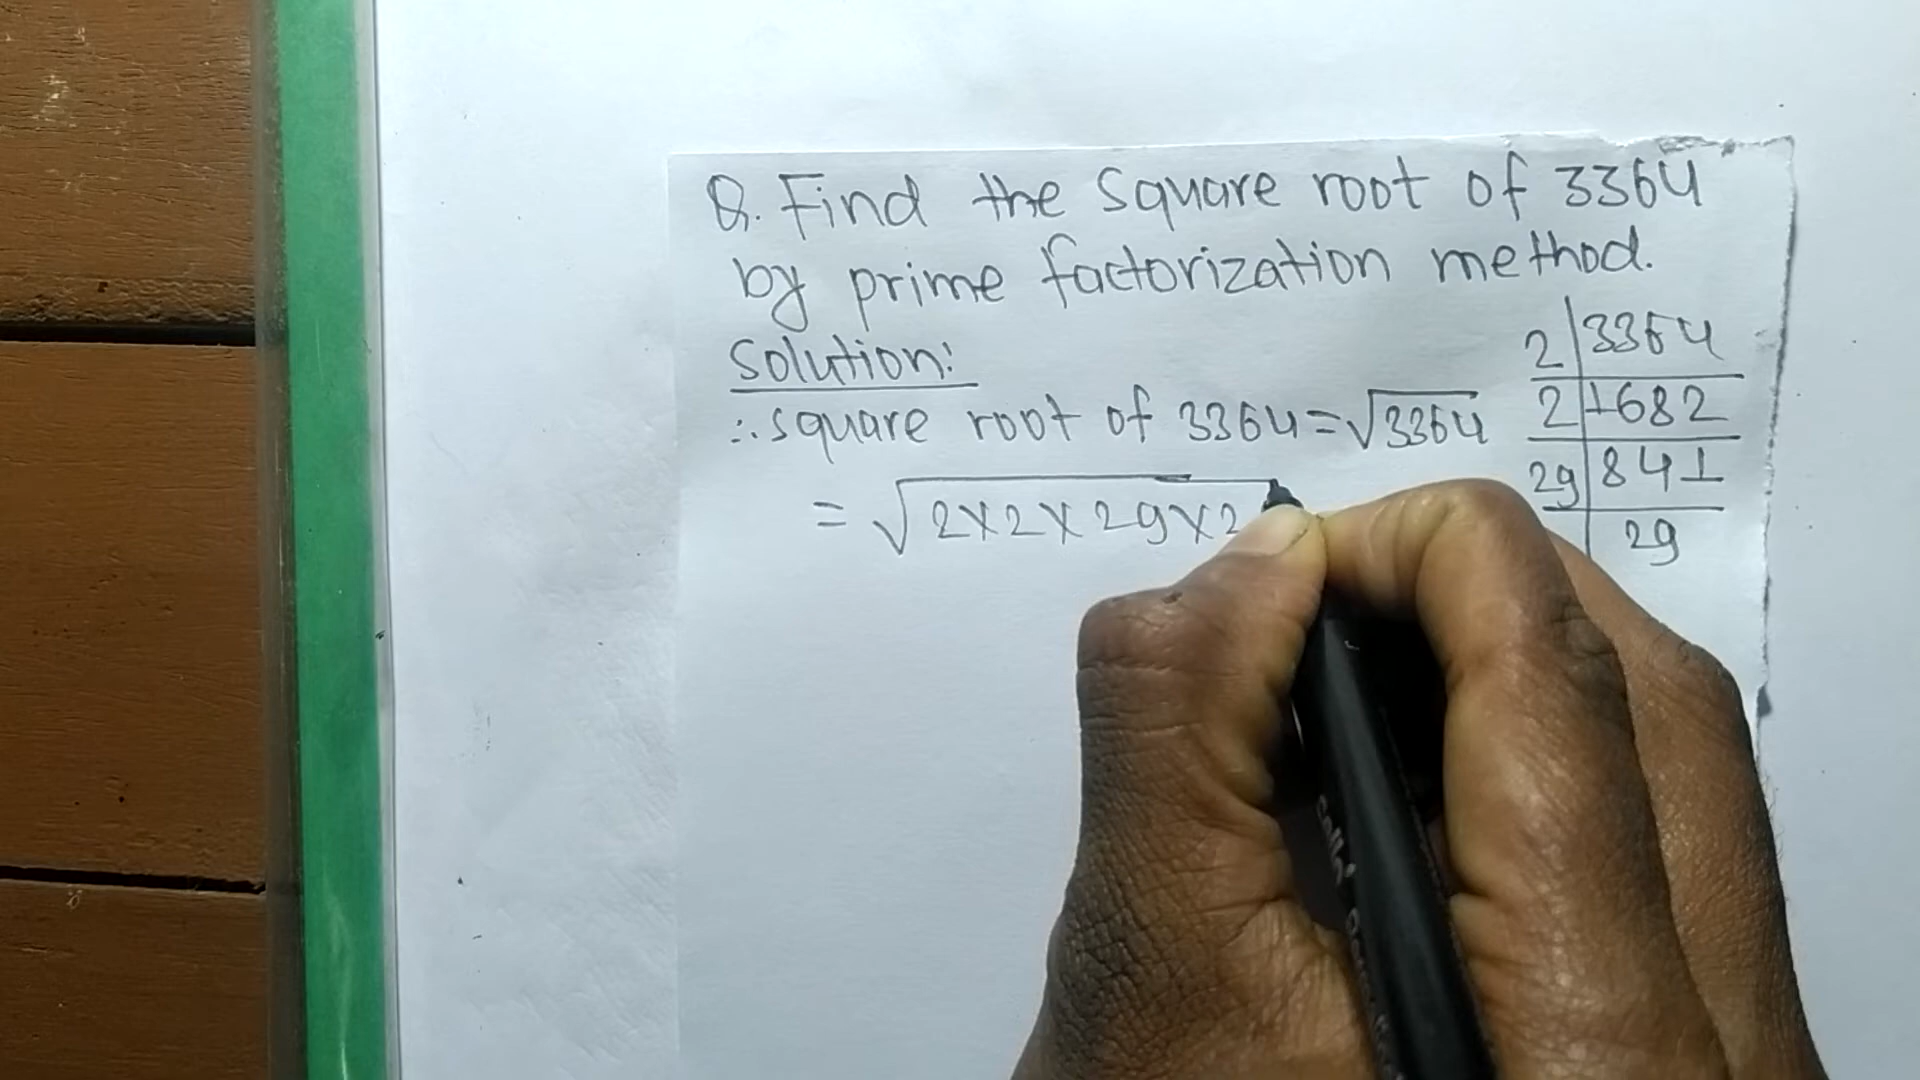 Q. Find the square root of 3364
by prime factorization method.
Solution:
∴ square root of 3364 = √3364
= √2×2×29×2
2 | 3364
2 | 1682
29 | 841
29
cello